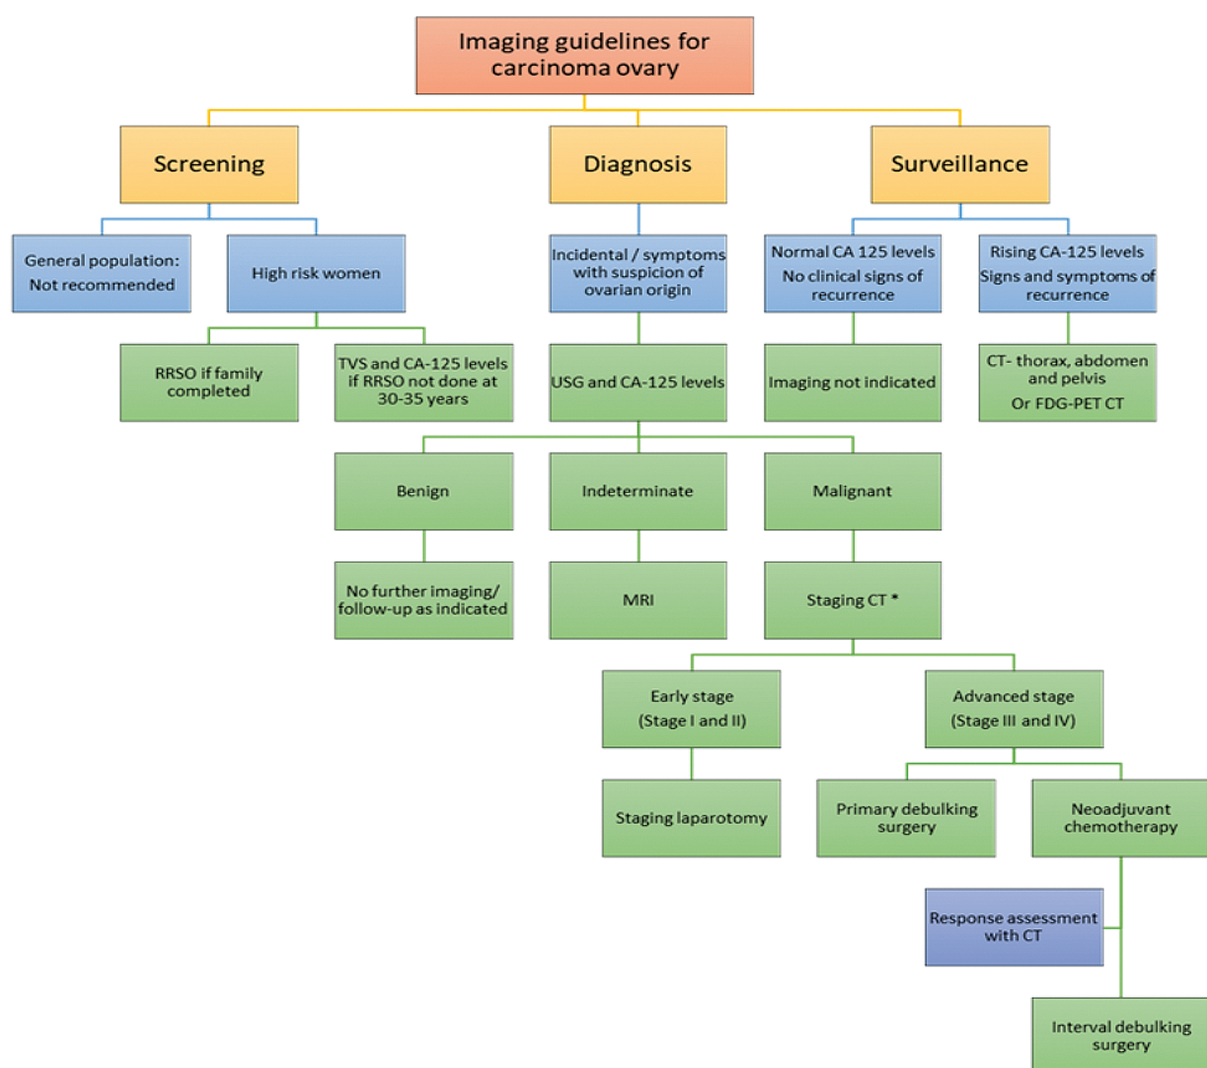 Imaging guidelines for
carcinoma ovary
Screening
Diagnosis
Surveillance
General population:
Not recommended
High risk women
Incidental / symptoms
with suspicion of
ovarian origin
Normal CA 125 levels
No clinical signs of
recurrence
Rising CA-125 levels
Signs and symptoms of
recurrence
RRSO if family
completed
TVS and CA-125 levels
if RRSO not done at
30-35 years
USG and CA-125 levels
Imaging not indicated
CT- thorax, abdomen
and pelvis
Or FDG-PET CT
Benign
Indeterminate
Malignant
No further imaging/
follow-up as indicated
MRI
Staging CT *
Early stage
(Stage I and II)
Advanced stage
(Stage III and IV)
Staging laparotomy
Primary debulking
surgery
Neoadjuvant
chemotherapy
Response assessment
with CT
Interval debulking
surgery